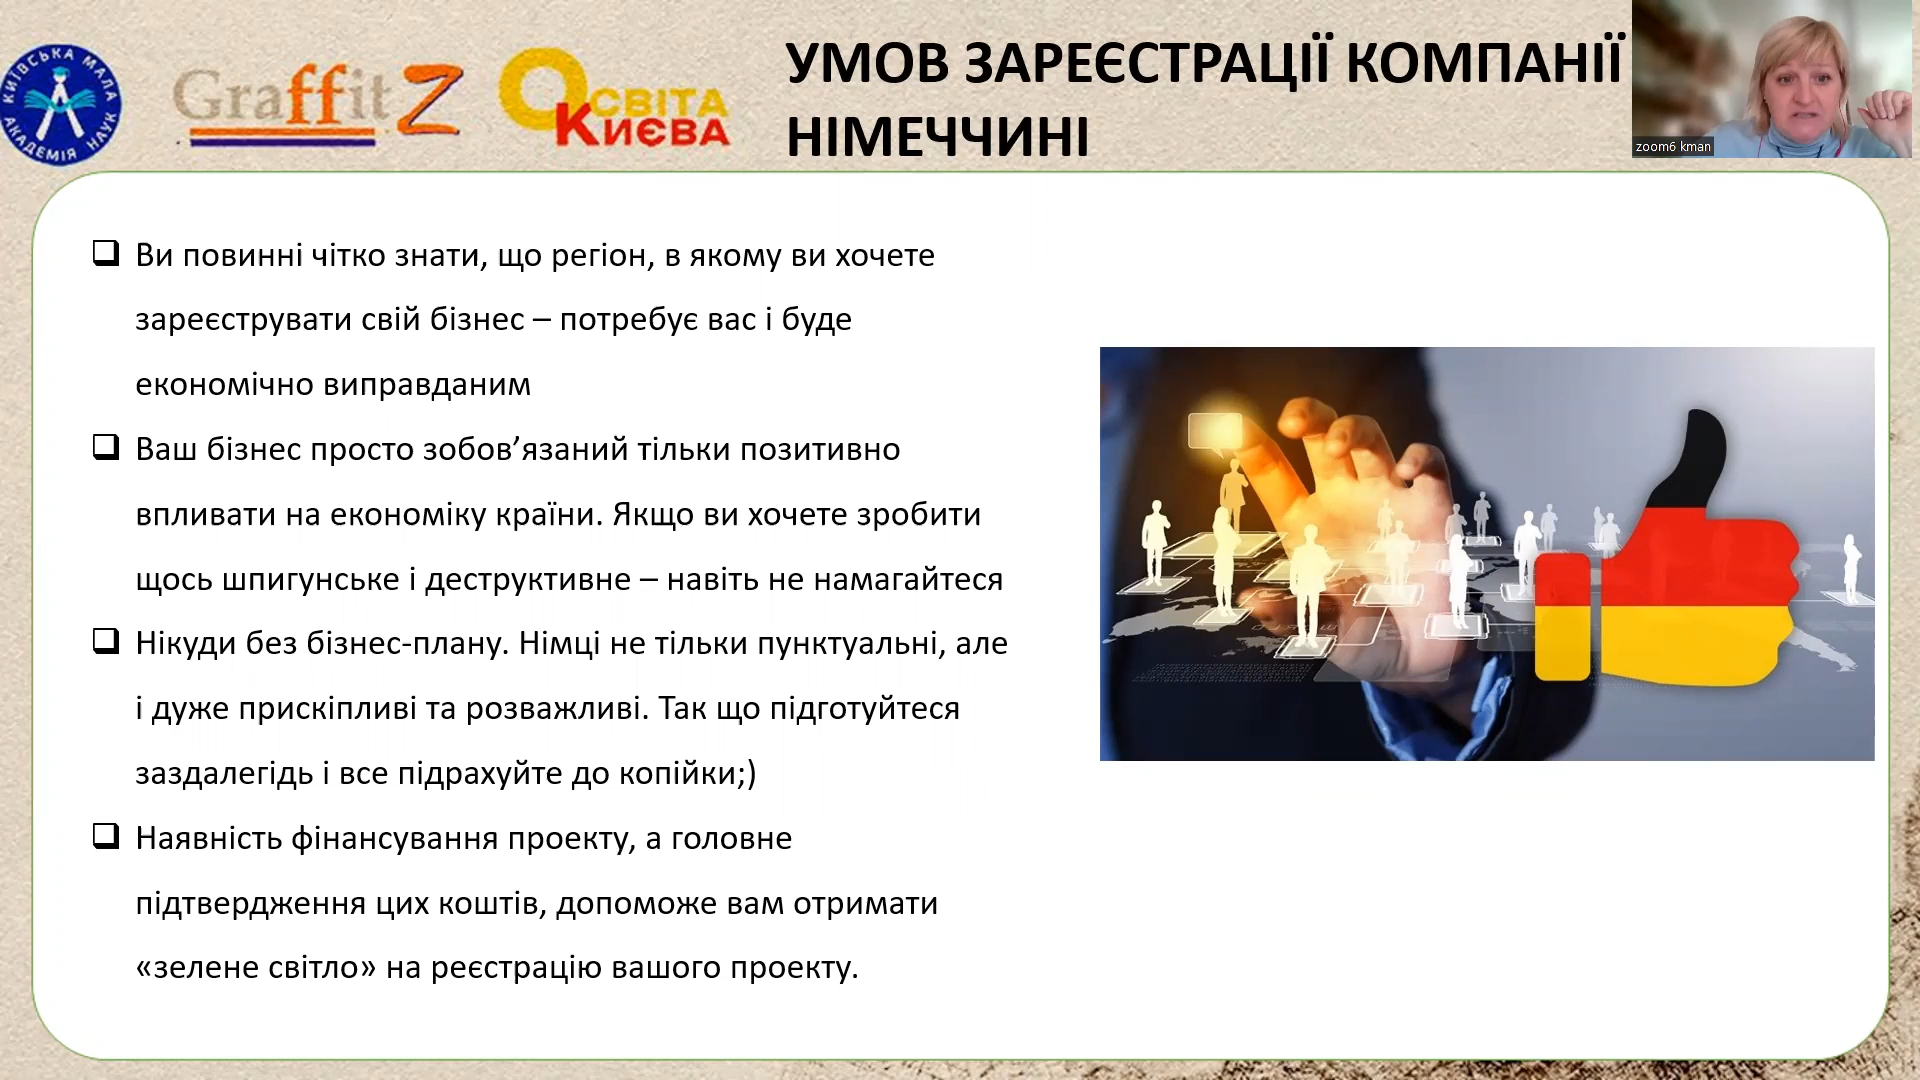 КИЇВСЬКА МАЛА АКАДЕМІЯ НАУК
GraffitZ
ОСВІТА
КИЄВА
УМОВ ЗАРЕЄСТРАЦІЇ КОМПАНІЇ
НІМЕЧЧИНІ
zoom6 kman
Ви повинні чітко знати, що регіон, в якому ви хочете
зареєструвати свій бізнес – потребує вас і буде
економічно виправданим
Ваш бізнес просто зобов’язаний тільки позитивно
впливати на економіку країни. Якщо ви хочете зробити
щось шпигунське і деструктивне – навіть не намагайтеся
Нікуди без бізнес-плану. Німці не тільки пунктуальні, але
і дуже прискіпливі та розважливі. Так що підготуйтеся
заздалегідь і все підрахуйте до копійки;)
Наявність фінансування проекту, а головне
підтвердження цих коштів, допоможе вам отримати
«зелене світло» на реєстрацію вашого проекту.